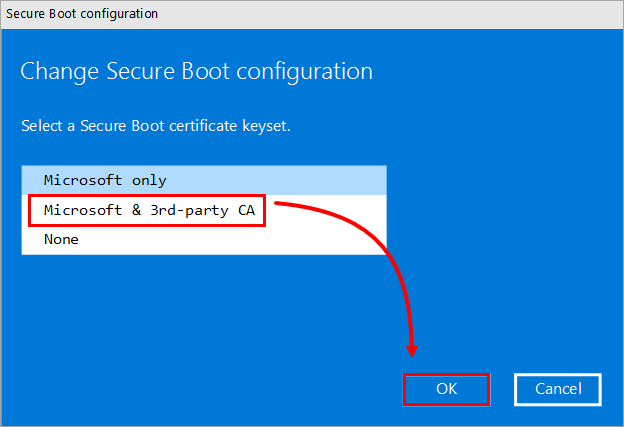 Secure Boot configuration
Change Secure Boot configuration
Select a Secure Boot certificate keyset.
Microsoft only
Microsoft & 3rd-party CA
None
OK
Cancel